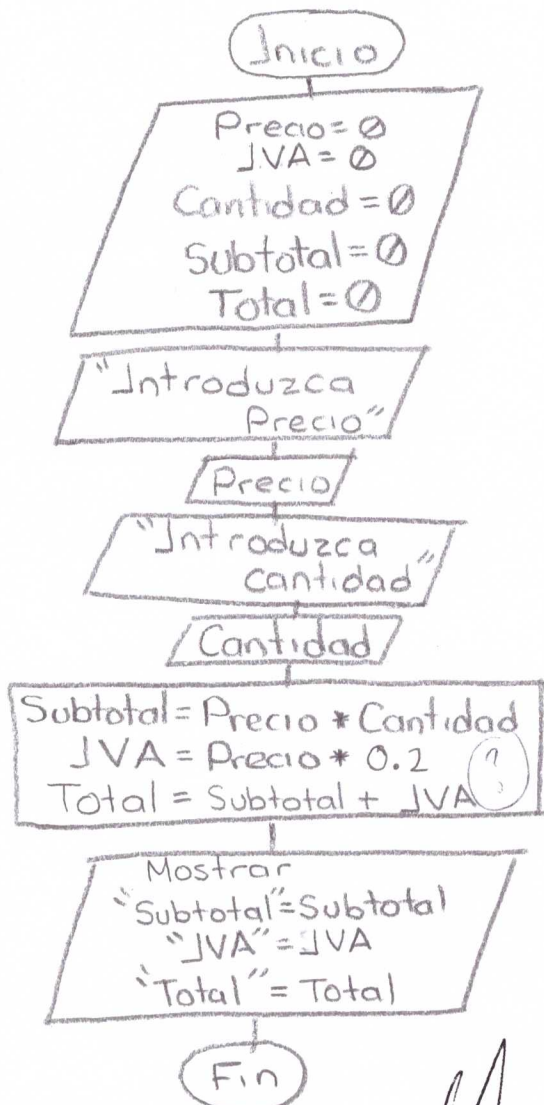 Inicio
Precio = 0
IVA = 0
Cantidad = 0
Subtotal = 0
Total = 0
"Introduzca
Precio"
Precio
"Introduzca
cantidad"
Cantidad
Subtotal = Precio * Cantidad
IVA = Precio * 0.2
?
Total = Subtotal + IVA
Mostrar
"Subtotal" = Subtotal
"IVA" = IVA
"Total" = Total
Fin